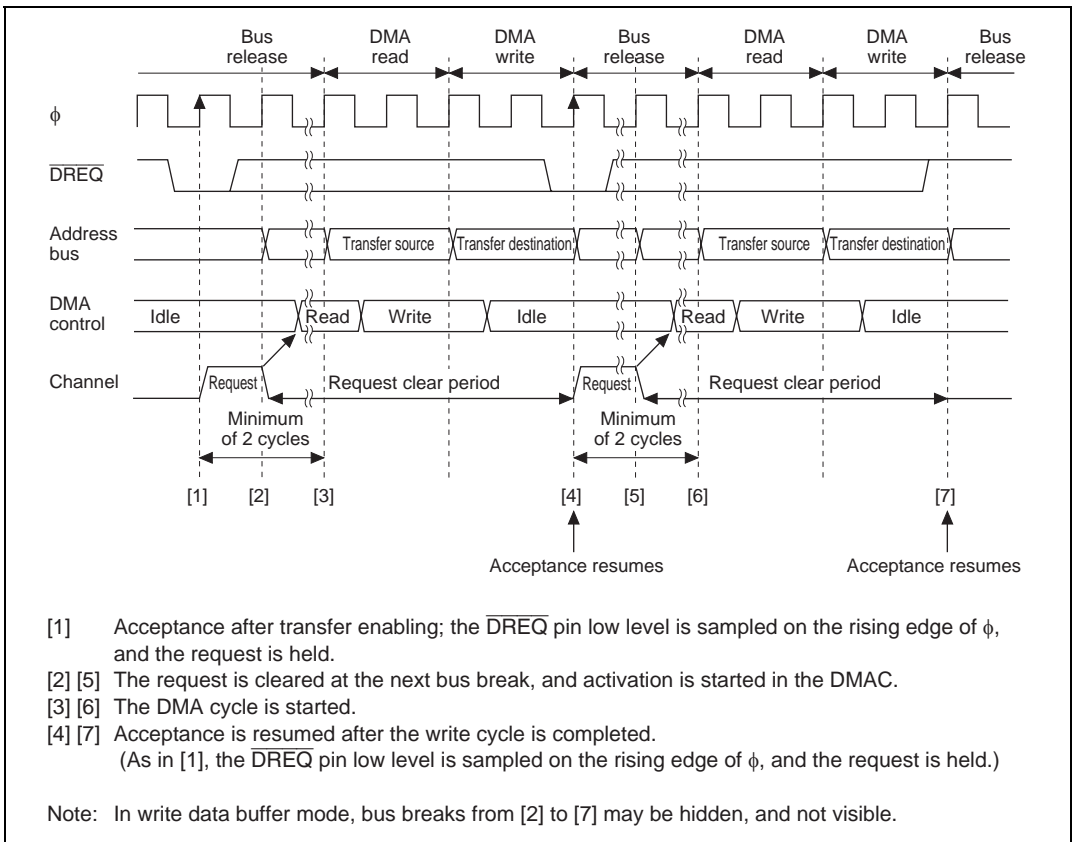 Bus release DMA read DMA write Bus release DMA read DMA write Bus release
ϕ
DREQ
Address bus Transfer source Transfer destination Transfer source Transfer destination
DMA control Idle Read Write Idle Read Write Idle
Channel Request Request clear period Request Request clear period
Minimum of 2 cycles Minimum of 2 cycles
[1] [2] [3] [4] [5] [6] [7]
Acceptance resumes Acceptance resumes
[1] Acceptance after transfer enabling; the DREQ pin low level is sampled on the rising edge of ϕ,
and the request is held.
[2] [5] The request is cleared at the next bus break, and activation is started in the DMAC.
[3] [6] The DMA cycle is started.
[4] [7] Acceptance is resumed after the write cycle is completed.
(As in [1], the DREQ pin low level is sampled on the rising edge of ϕ, and the request is held.)
Note: In write data buffer mode, bus breaks from [2] to [7] may be hidden, and not visible.